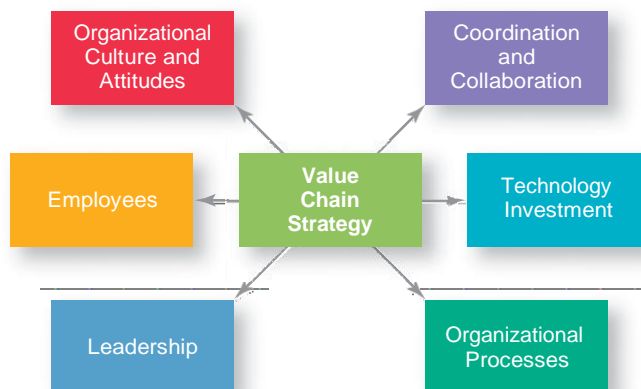 Organizational
Culture and
Attitudes
Coordination
and
Collaboration
Employees
Value
Chain
Strategy
Technology
Investment
Leadership
Organizational
Processes